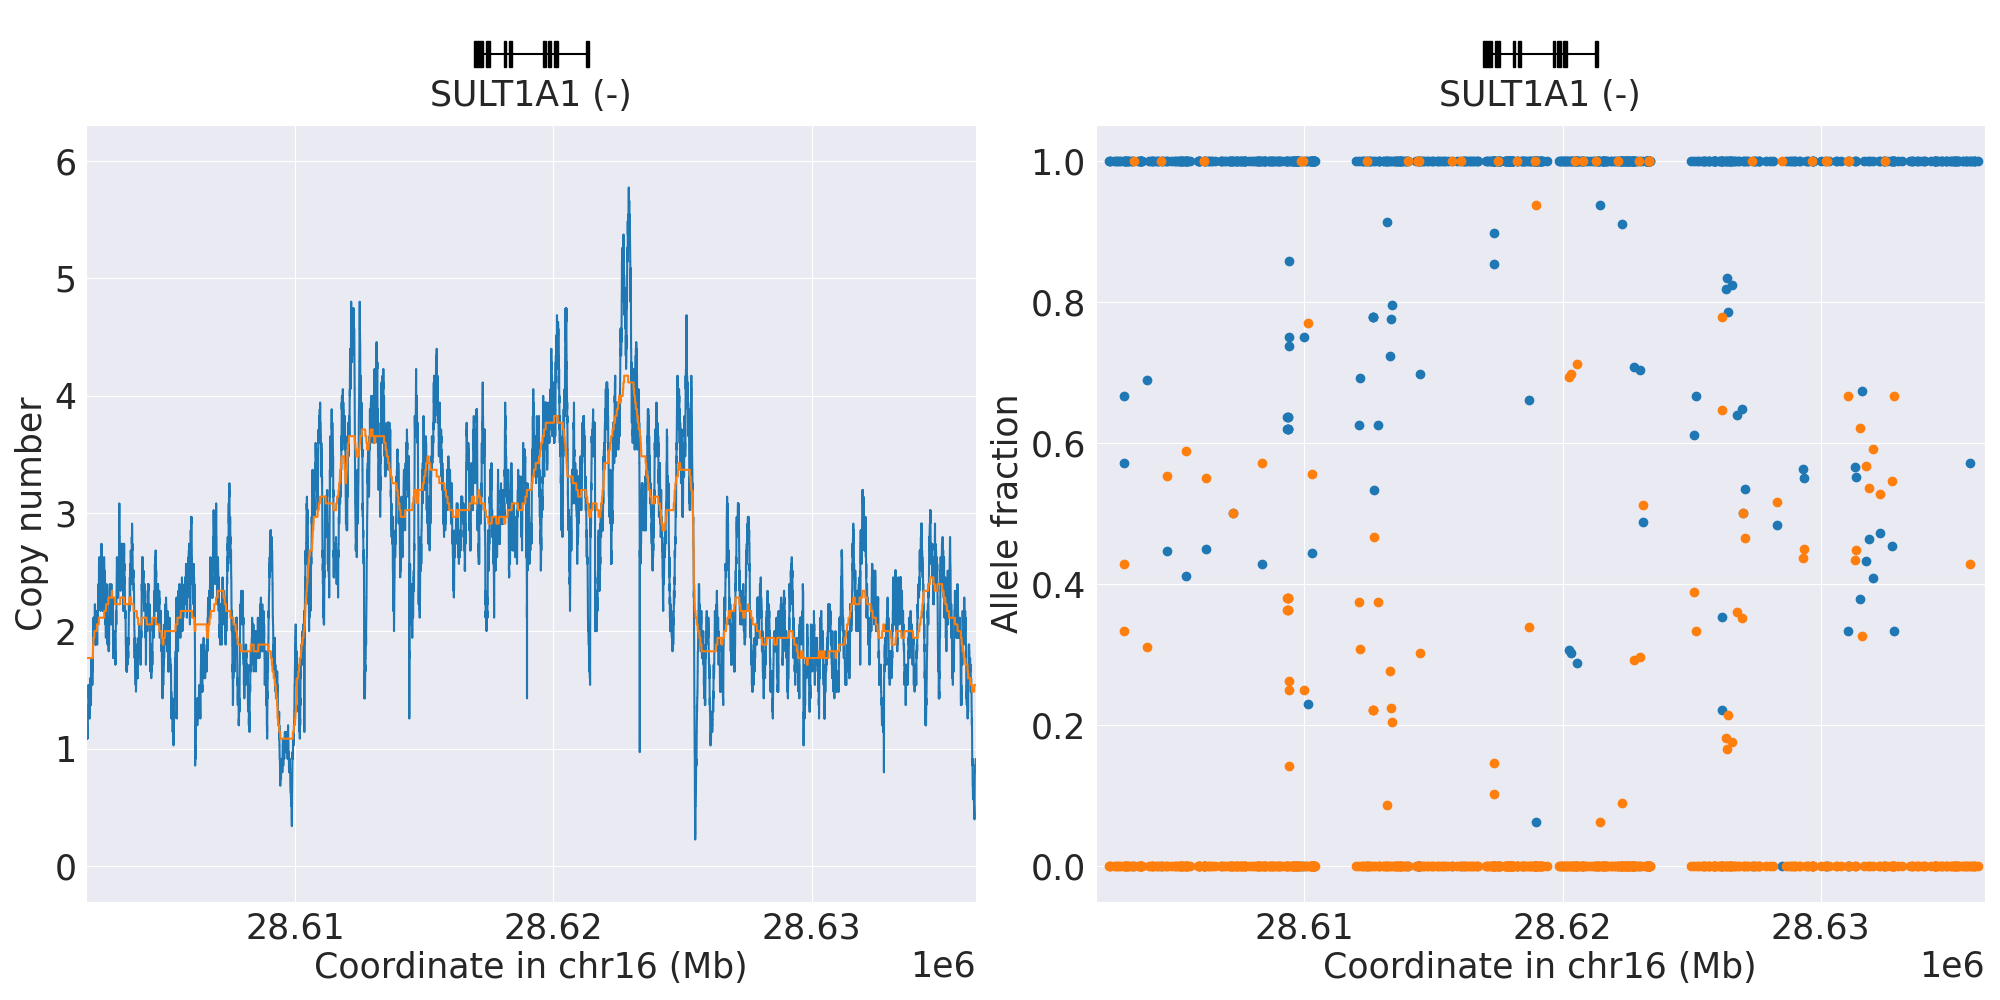 SULT1A1 (-)
Copy number
6
5
4
3
2
1
0
28.61
28.62
28.63
Coordinate in chr16 (Mb)
1e6
SULT1A1 (-)
Allele fraction
1.0
0.8
0.6
0.4
0.2
0.0
28.61
28.62
28.63
Coordinate in chr16 (Mb)
1e6